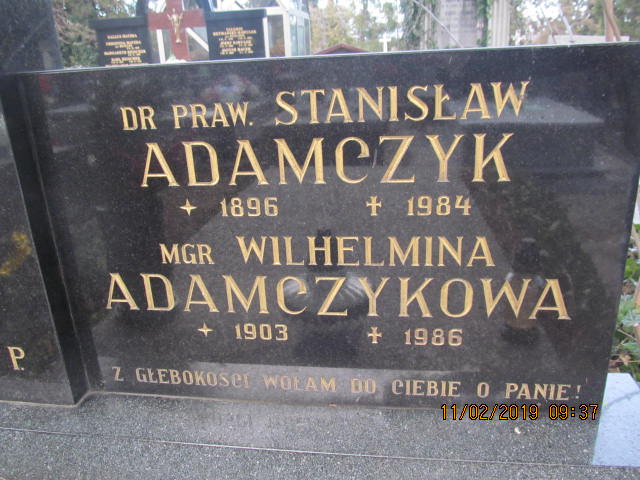 DR PRAW. STANISŁAW
ADAMCZYK
1896 1984
MGR WILHELMINA
ADAMCZYKOWA
1903 1986
Z GŁEBOKOSCI WOŁAM DO CIEBIE O PANIE!
P.
11/02/2019 09:37